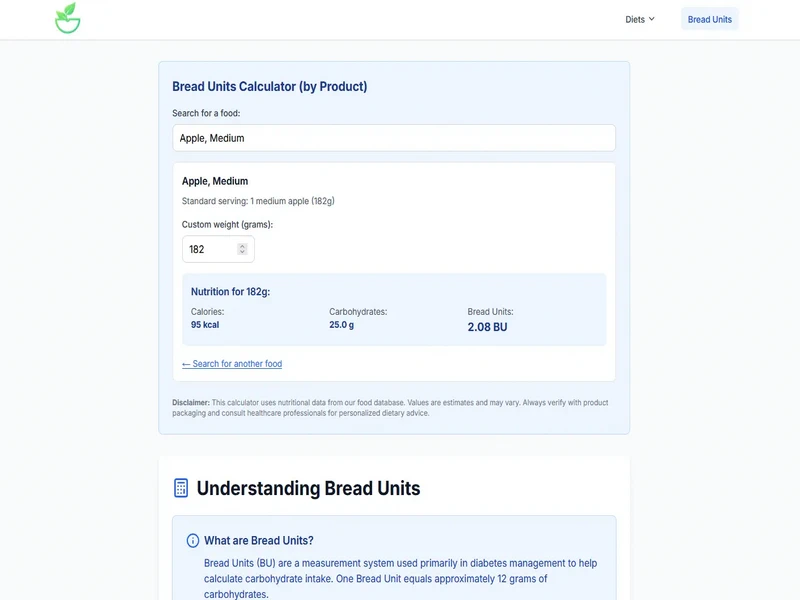 Diets
Bread Units
Bread Units Calculator (by Product)
Search for a food:
Apple, Medium
Apple, Medium
Standard serving: 1 medium apple (182g)
Custom weight (grams):
182
Nutrition for 182g:
Calories: Carbohydrates: Bread Units:
95 kcal 25.0 g 2.08 BU
← Search for another food
Disclaimer: This calculator uses nutritional data from our food database. Values are estimates and may vary. Always verify with product
packaging and consult healthcare professionals for personalized dietary advice.
Understanding Bread Units
What are Bread Units?
Bread Units (BU) are a measurement system used primarily in diabetes management to help
calculate carbohydrate intake. One Bread Unit equals approximately 12 grams of
carbohydrates.